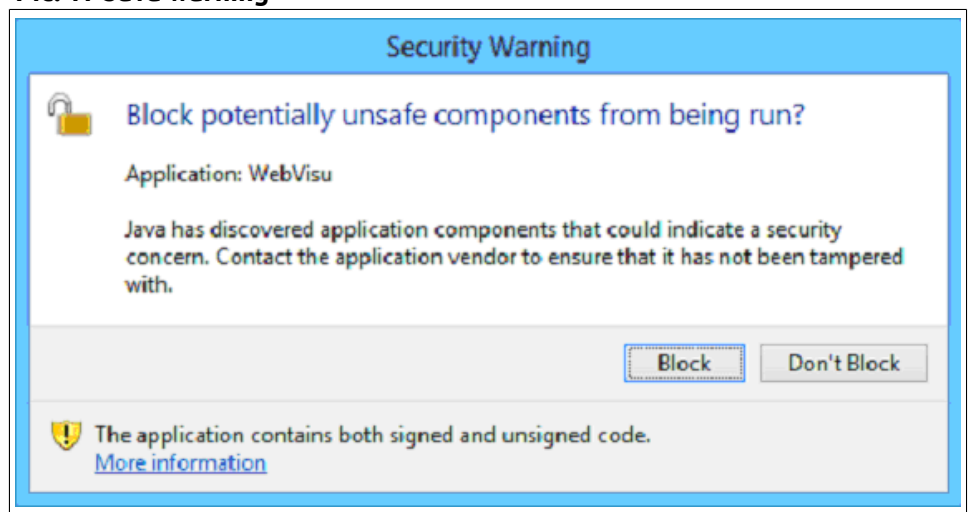 Security Warning
Block potentially unsafe components from being run?
Application: WebVisu
Java has discovered application components that could indicate a security
concern. Contact the application vendor to ensure that it has not been tampered
with.
Block
Don't Block
The application contains both signed and unsigned code.
More information